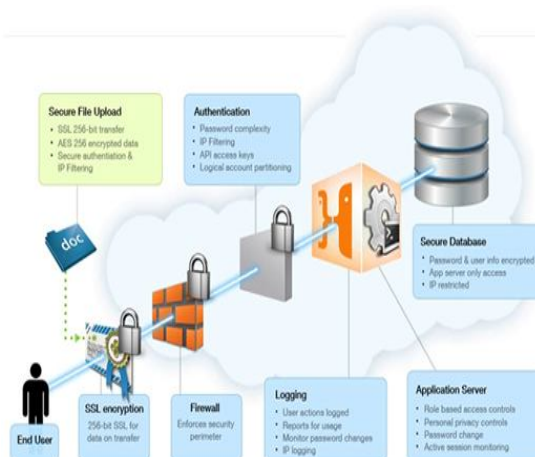 Secure File Upload
• SSL 256-bit transfer
• AES 256 encrypted data
• Secure authentiation &
IP Filtering
Authentication
• Password complexity
• IP Filtering
• API access keys
• Logical account partitioning
doc
Secure Database
• Password & user info encrypted
• App server only access
• IP restricted
End User
SSL encryption
256-bit SSL for
data on transfer
Firewall
Enforces security
perimeter
Logging
• User actions logged
• Reports for usage
• Monitor password changes
• IP logging
Application Server
• Role based access controls
• Personal privacy controls
• Password change
• Active session monitoring